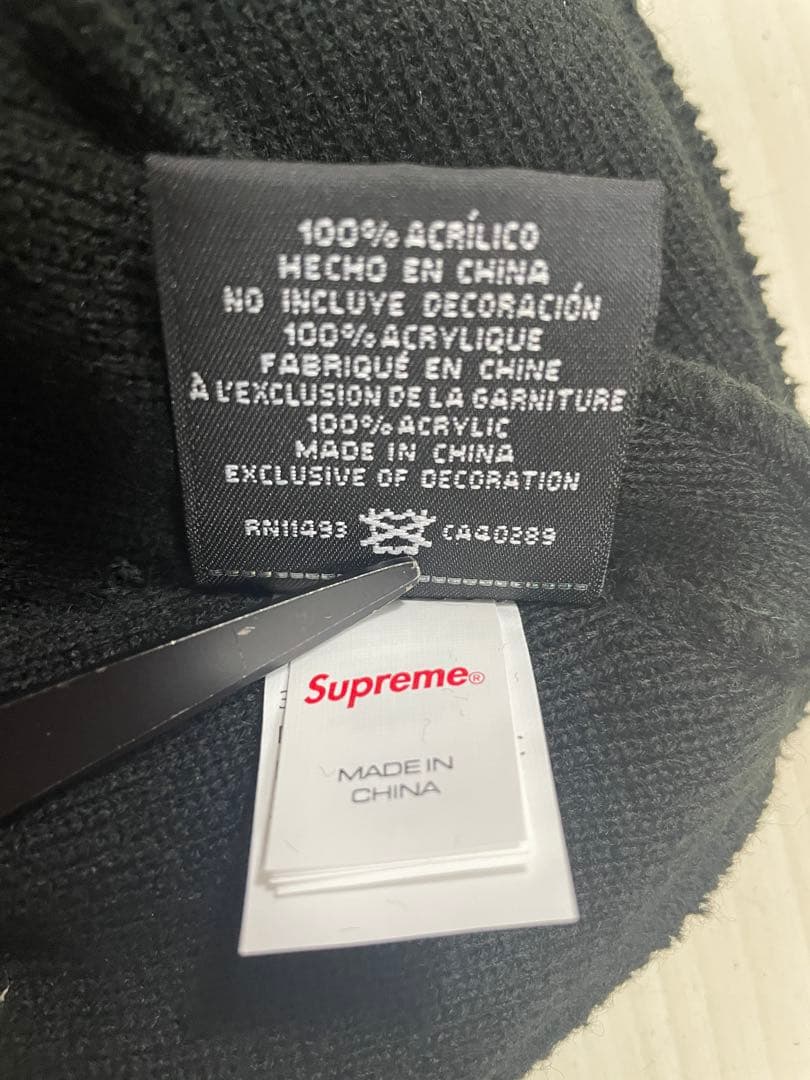 100% ACRÍLICO
HECHO EN CHINA
NO INCLUYE DECORACIÓN
100% ACRYLIQUE
FABRIQUÉ EN CHINE
À L'EXCLUSION DE LA GARNITURE
100% ACRYLIC
MADE IN CHINA
EXCLUSIVE OF DECORATION
RN11493 CA40289
Supreme®
MADE IN
CHINA